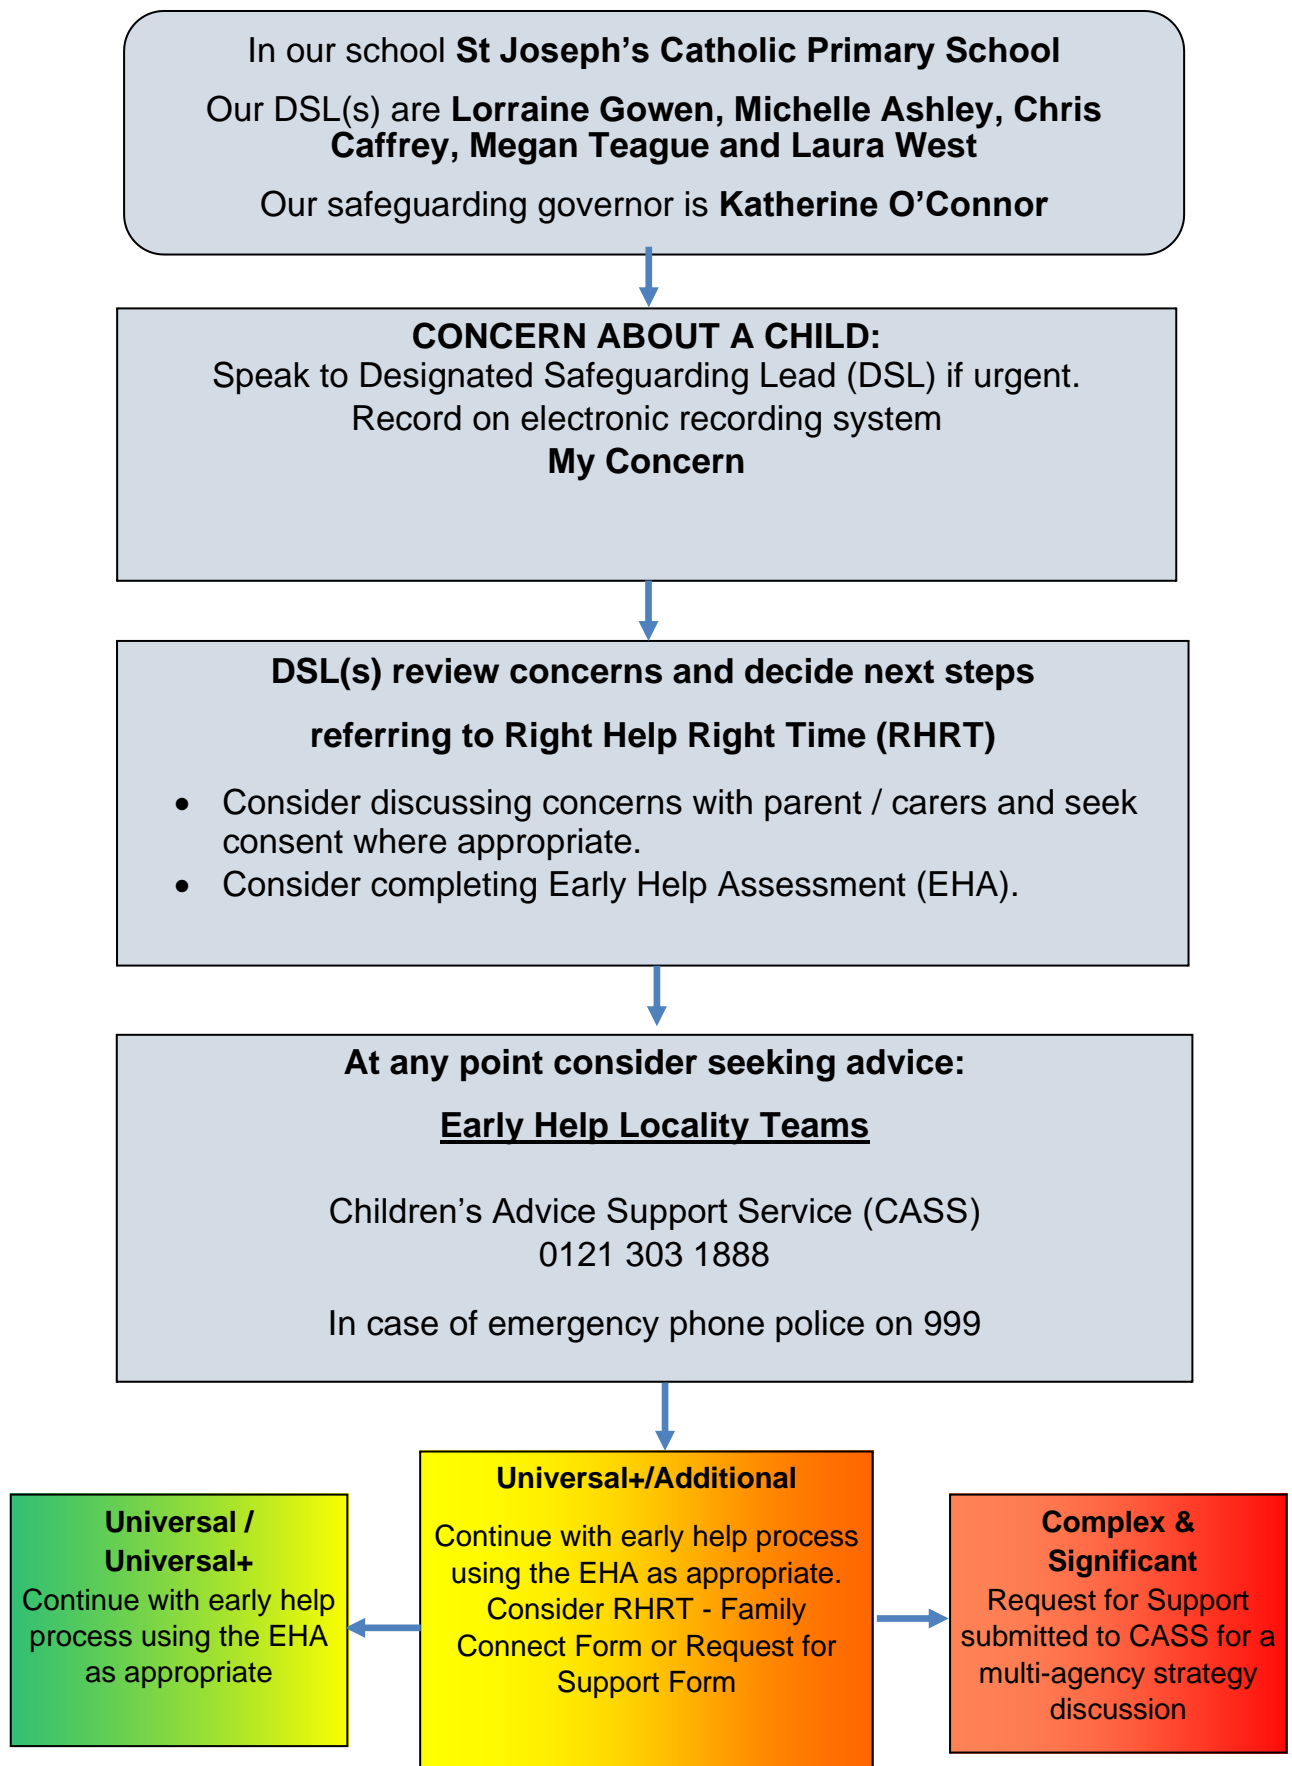 In our school St Joseph’s Catholic Primary School
Our DSL(s) are Lorraine Gowen, Michelle Ashley, Chris
Caffrey, Megan Teague and Laura West
Our safeguarding governor is Katherine O’Connor
CONCERN ABOUT A CHILD:
Speak to Designated Safeguarding Lead (DSL) if urgent.
Record on electronic recording system
My Concern
DSL(s) review concerns and decide next steps
referring to Right Help Right Time (RHRT)
• Consider discussing concerns with parent / carers and seek
consent where appropriate.
• Consider completing Early Help Assessment (EHA).
At any point consider seeking advice:
Early Help Locality Teams
Children’s Advice Support Service (CASS)
0121 303 1888
In case of emergency phone police on 999
Universal /
Universal+
Continue with early help
process using the EHA
as appropriate
Universal+/Additional
Continue with early help process
using the EHA as appropriate.
Consider RHRT - Family
Connect Form or Request for
Support Form
Complex &
Significant
Request for Support
submitted to CASS for a
multi-agency strategy
discussion